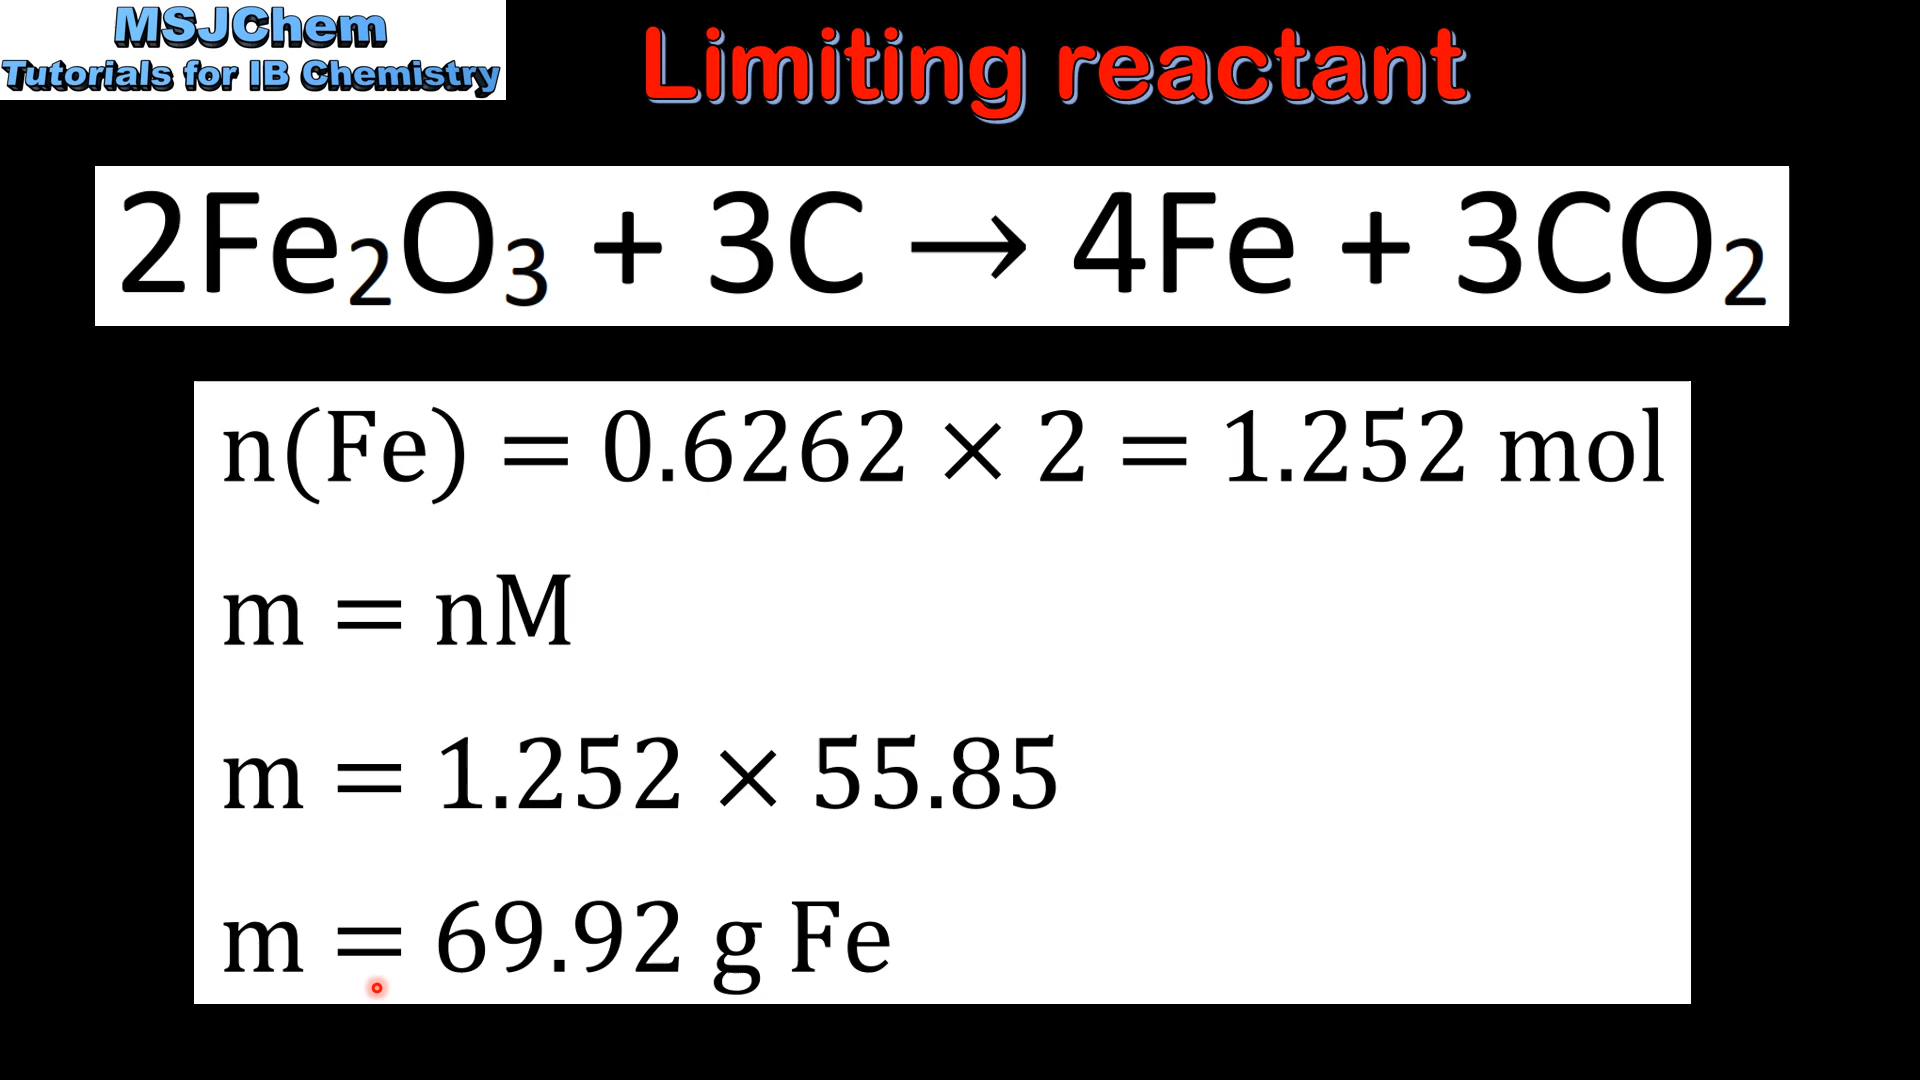 MSJChem
Tutorials for IB Chemistry
Limiting reactant
2Fe₂O₃ + 3C → 4Fe + 3CO₂
n(Fe) = 0.6262 × 2 = 1.252 mol
m = nM
m = 1.252 × 55.85
m = 69.92 g Fe